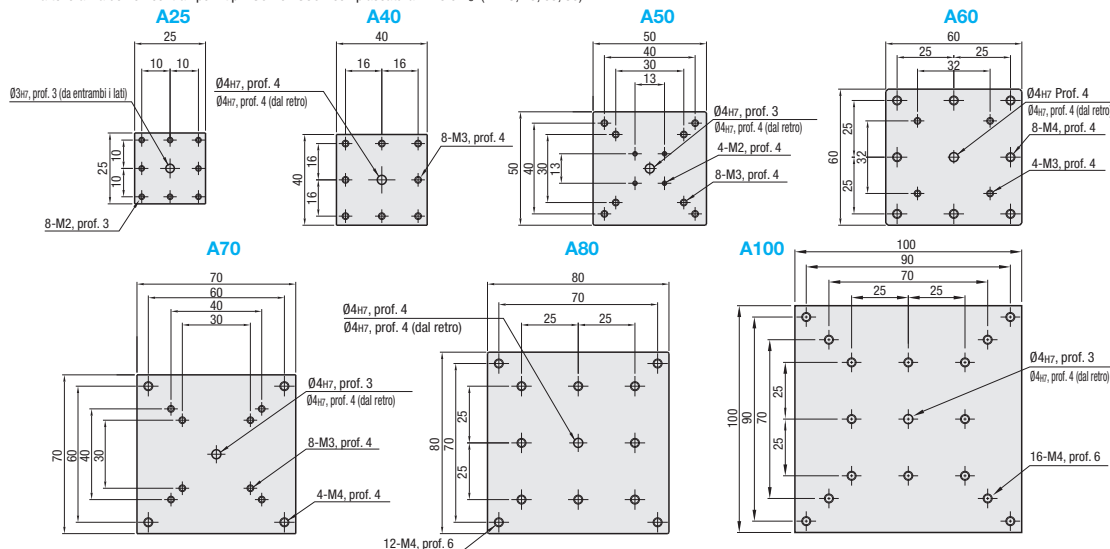 A25
25
10
10
Ø3H7, prof. 3 (da entrambi i lati)
25
10
10
8-M2, prof. 3
A40
40
16
16
Ø4H7, prof. 4
Ø4H7, prof. 4 (dal retro)
8-M3, prof. 4
40
16
16
A50
50
40
30
13
Ø4H7, prof. 3
Ø4H7, prof. 4 (dal retro)
4-M2, prof. 4
8-M3, prof. 4
50
40
30
13
A60
60
25
25
32
Ø4H7 Prof. 4
Ø4H7, prof. 4 (dal retro)
8-M4, prof. 4
4-M3, prof. 4
60
25
32
25
A70
70
60
40
30
Ø4H7, prof. 3
Ø4H7, prof. 4 (dal retro)
8-M3, prof. 4
4-M4, prof. 4
70
60
40
30
A80
80
70
25
25
Ø4H7, prof. 4
Ø4H7, prof. 4 (dal retro)
80
70
25
25
12-M4, prof. 6
A100
100
90
70
25
25
Ø4H7, prof. 3
Ø4H7, prof. 4 (dal retro)
16-M4, prof. 6
100
90
70
25
25